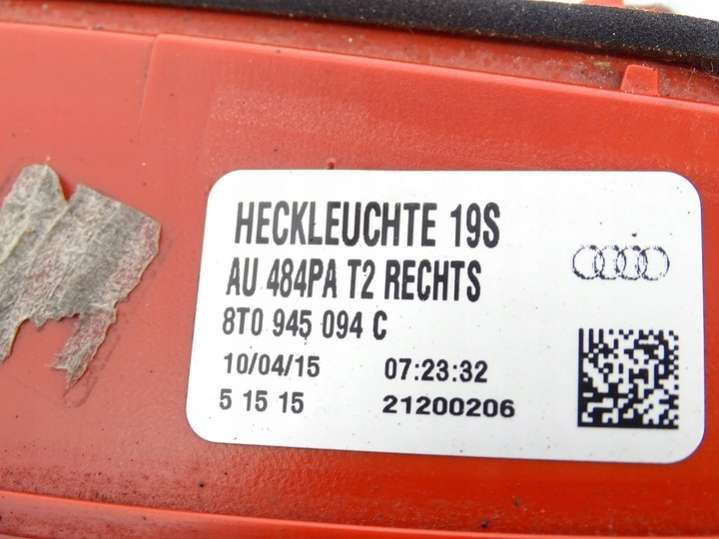 HECKLEUCHTE 19S
AU 484PA T2 RECHTS
8T0 945 094 C
10/04/15 07:23:32
5 15 15 21200206